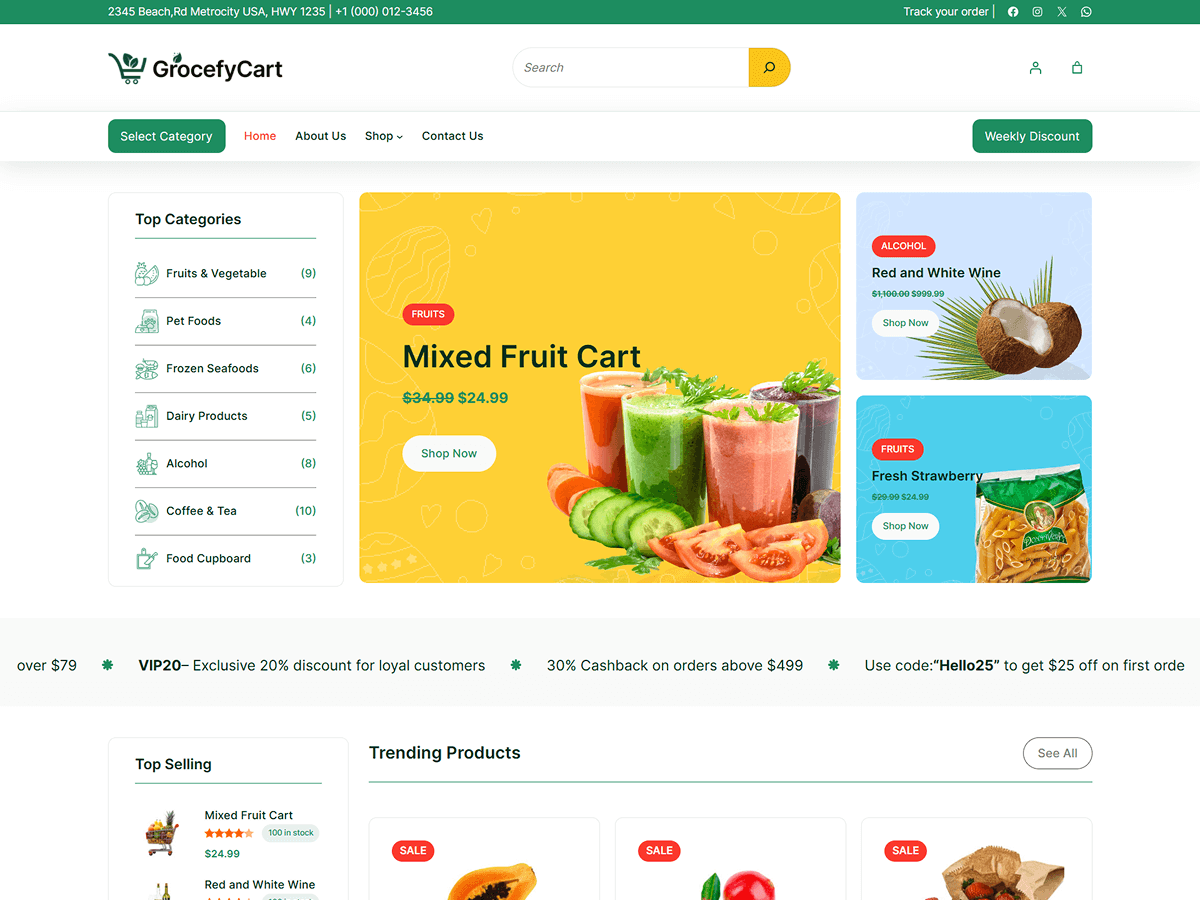 2345 Beach,Rd Metrocity USA, HWY 1235 | +1 (000) 012-3456
Track your order |
GrocefyCart
Search
Select Category
Home
About Us
Shop
Contact Us
Weekly Discount
Top Categories
Fruits & Vegetable (9)
Pet Foods (4)
Frozen Seafoods (6)
Dairy Products (5)
Alcohol (8)
Coffee & Tea (10)
Food Cupboard (3)
FRUITS
Mixed Fruit Cart
$34.99 $24.99
Shop Now
ALCOHOL
Red and White Wine
$1,100.00 $999.99
Shop Now
FRUITS
Fresh Strawberry
$29.99 $24.99
Shop Now
over $79
VIP20– Exclusive 20% discount for loyal customers
30% Cashback on orders above $499
Use code:“Hello25” to get $25 off on first orde
Top Selling
Mixed Fruit Cart
100 in stock
$24.99
Red and White Wine
Trending Products
See All
SALE
SALE
SALE